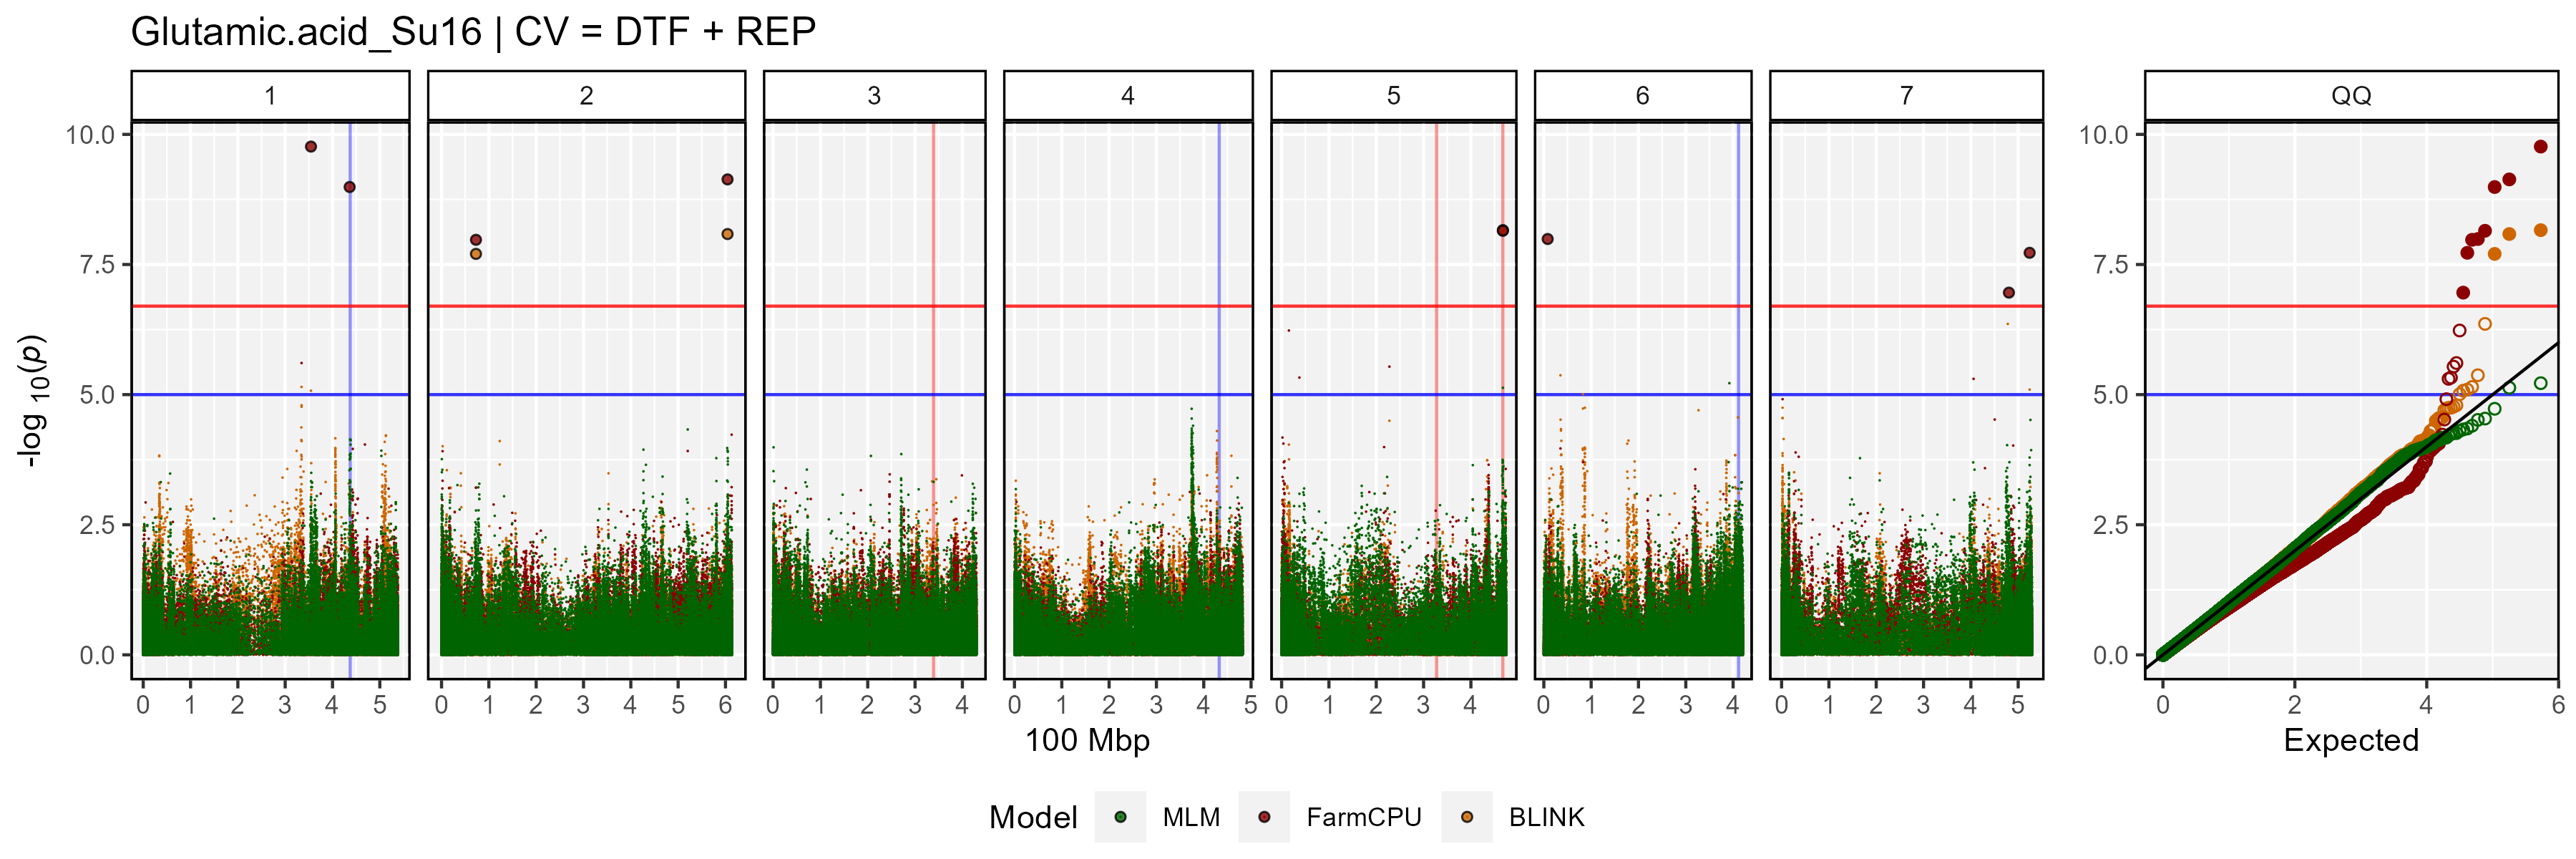 Glutamic.acid_Su16 | CV = DTF + REP
1 2 3 4 5 6 7 QQ
10.0
7.5
5.0
2.5
0.0
-log 10(p)
10.0
7.5
5.0
2.5
0.0
0 1 2 3 4 5
0 1 2 3 4 5 6
0 1 2 3 4
0 1 2 3 4 5
0 1 2 3 4
0 1 2 3 4
0 1 2 3 4 5
0 2 4 6
100 Mbp
Expected
Model MLM FarmCPU BLINK